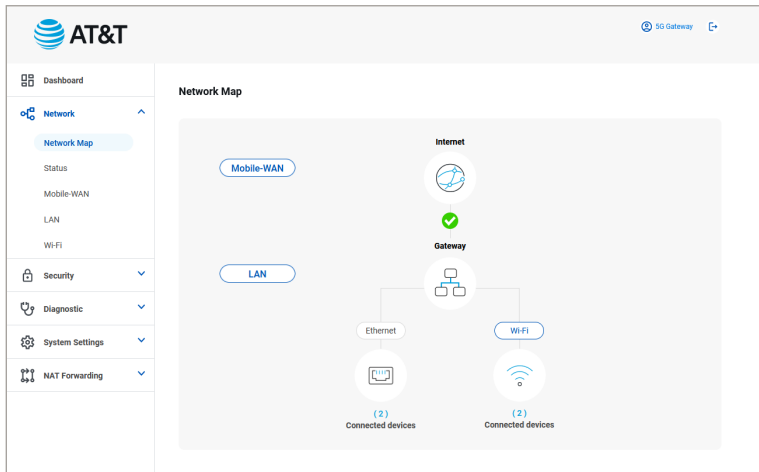 AT&T
5G Gateway
Dashboard
Network
Network Map
Status
Mobile-WAN
LAN
Wi-Fi
Security
Diagnostic
System Settings
NAT Forwarding
Network Map
Internet
Mobile-WAN
Gateway
LAN
Ethernet
Wi-Fi
(2)
Connected devices
(2)
Connected devices